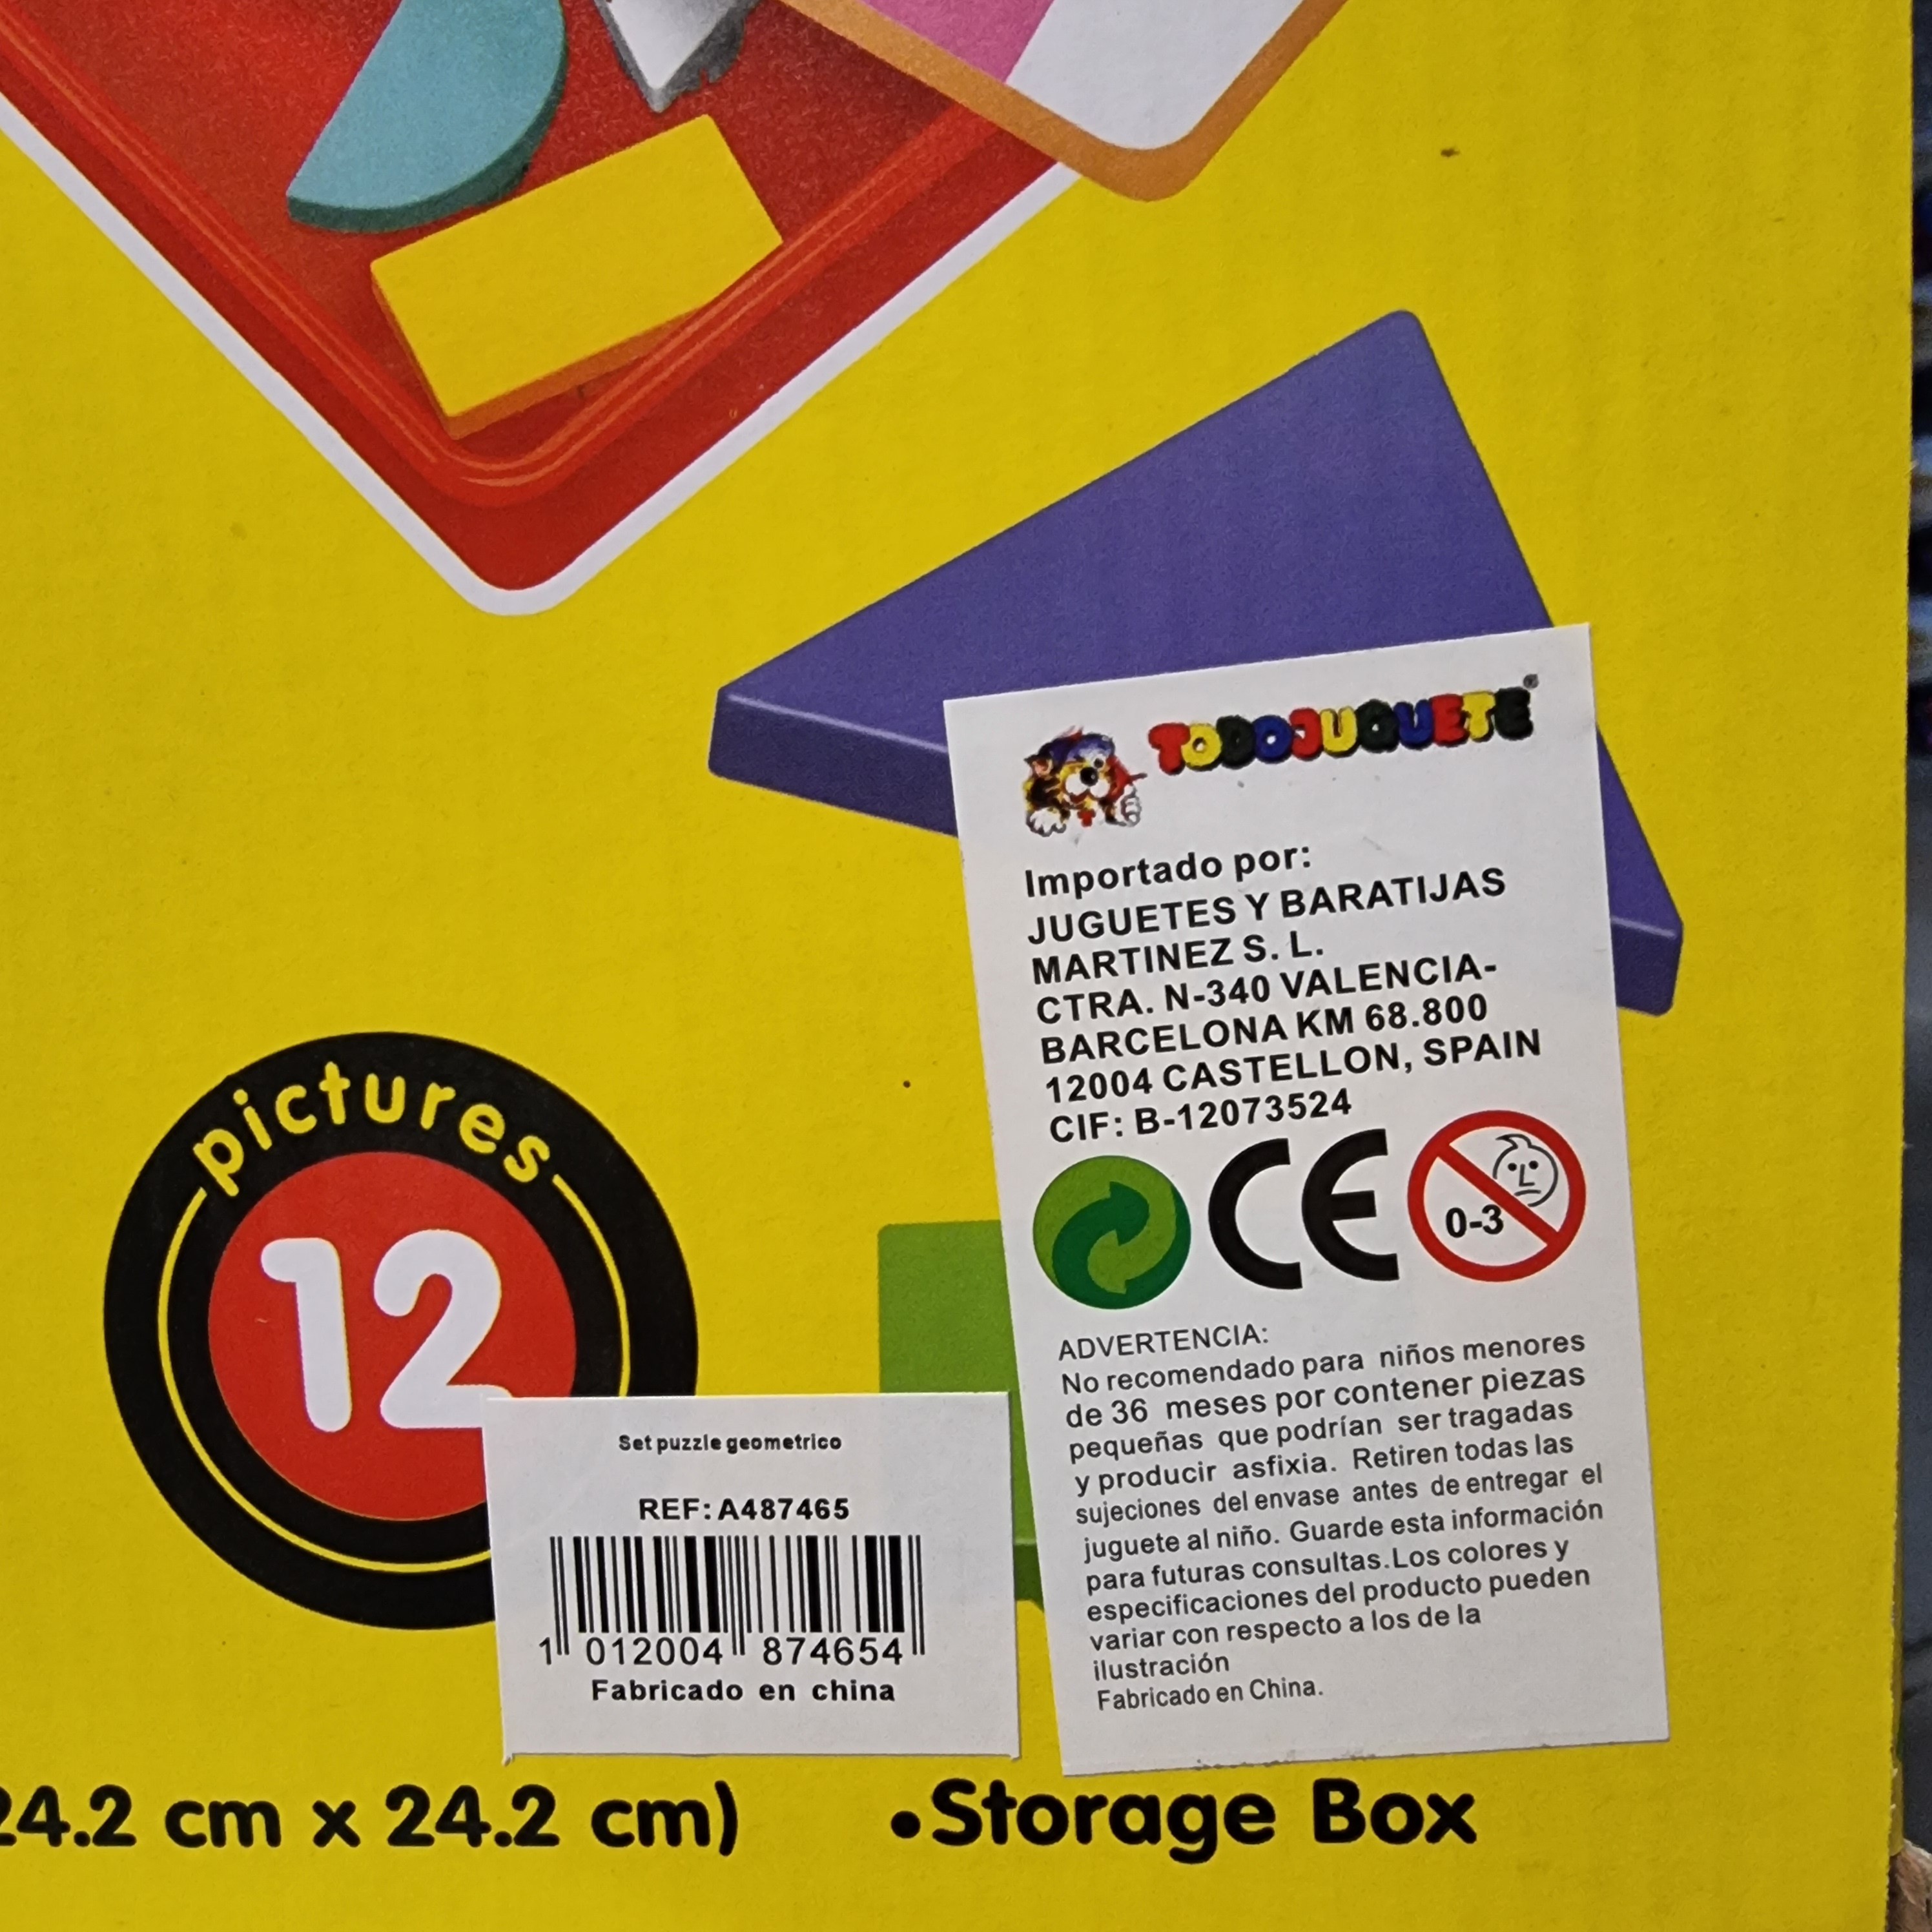 TODOJUGUETE®
Importado por:
JUGUETES Y BARATIJAS
MARTINEZ S. L.
CTRA. N-340 VALENCIA-
BARCELONA KM 68.800
12004 CASTELLON, SPAIN
CIF: B-12073524
CE
0-3
ADVERTENCIA:
No recomendado para niños menores
de 36 meses por contener piezas
pequeñas que podrían ser tragadas
y producir asfixia. Retiren todas las
sujeciones del envase antes de entregar el
juguete al niño. Guarde esta información
para futuras consultas.Los colores y
especificaciones del producto pueden
variar con respecto a los de la
ilustración
Fabricado en China.
pictures
12
Set puzzle geometrico
REF: A487465
1 012004 874654
Fabricado en china
24.2 cm x 24.2 cm)
•Storage Box